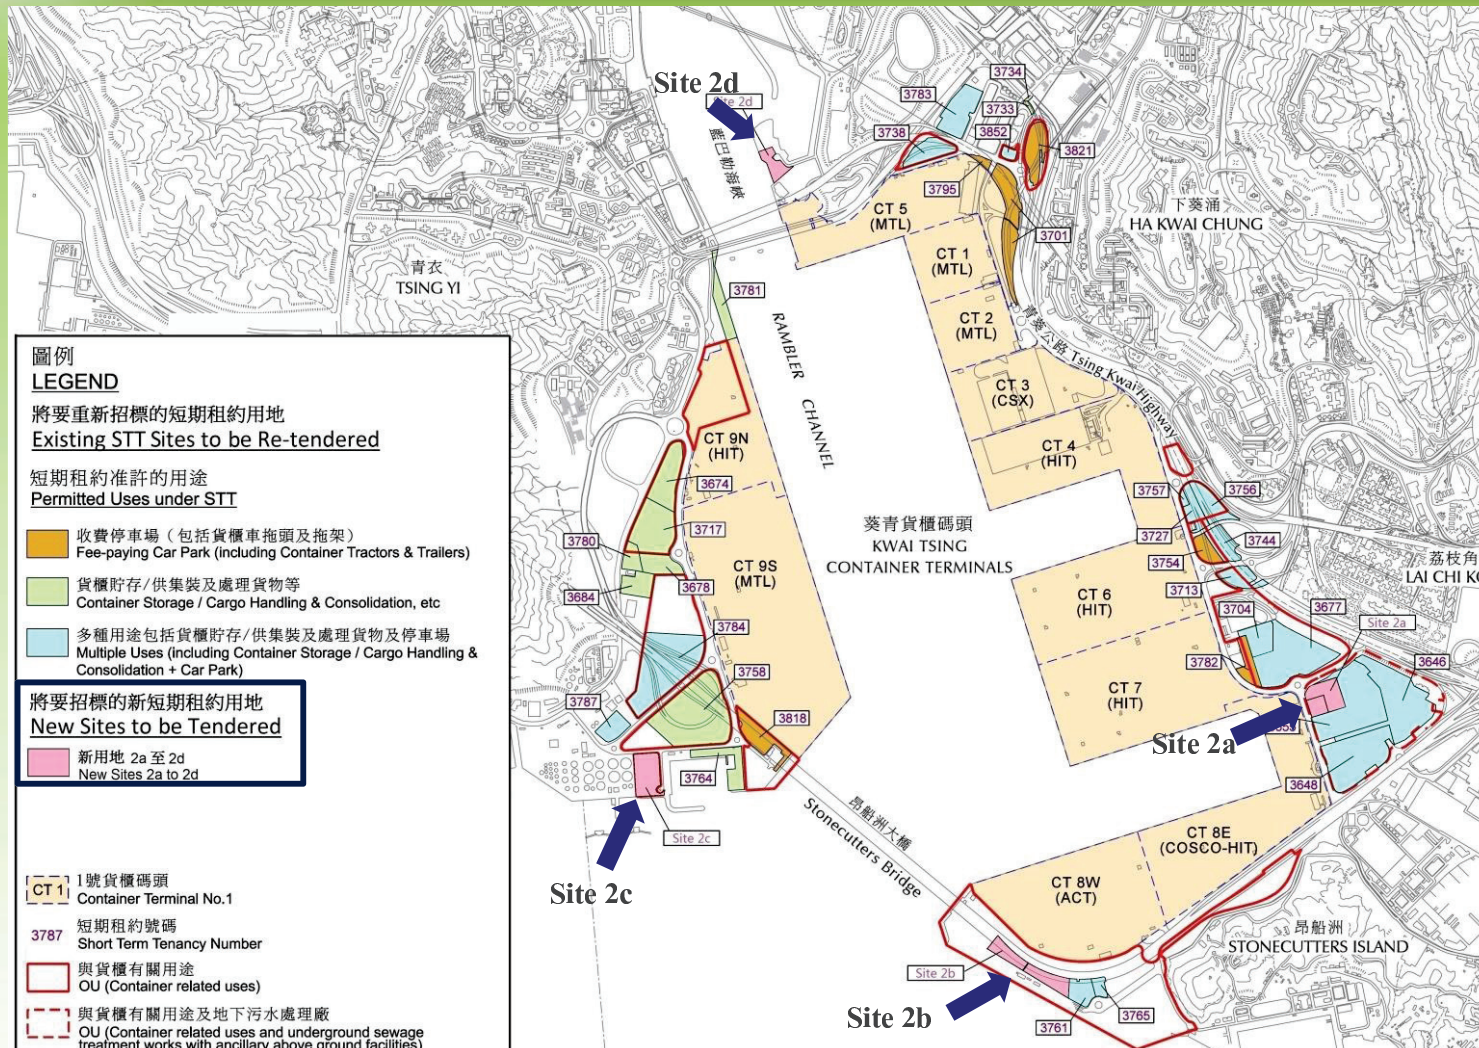 Site 2d
Site 2d
藍巴勒海峽
3783
3734
3733
3738
3852
3821
3795
3701
下葵涌
HA KWAI CHUNG
CT 5
(MTL)
CT 1
(MTL)
CT 2
(MTL)
青衣
TSING YI
3781
RAMBLER CHANNEL
青葵公路 Tsing Kwai Highway
CT 3
(CSX)
CT 4
(HIT)
CT 9N
(HIT)
3674
3717
3780
3684
3678
CT 9S
(MTL)
3784
3758
3787
3818
3764
葵青貨櫃碼頭
KWAI TSING
CONTAINER TERMINALS
3757
3756
3727
3744
3754
3713
荔枝角
LAI CHI KO
CT 6
(HIT)
3704
3677
Site 2a
3782
3646
CT 7
(HIT)
Site 2a
3648
Site 2c
Site 2c
昂船洲大橋
Stonecutters Bridge
CT 8E
(COSCO-HIT)
CT 8W
(ACT)
昂船洲
STONECUTTERS ISLAND
Site 2b
Site 2b
3761
3765
圖例
LEGEND
將要重新招標的短期租約用地
Existing STT Sites to be Re-tendered
短期租約准許的用途
Permitted Uses under STT
收費停車場（包括貨櫃車拖頭及拖架）
Fee-paying Car Park (including Container Tractors & Trailers)
貨櫃貯存/供集裝及處理貨物等
Container Storage / Cargo Handling & Consolidation, etc
多種用途包括貨櫃貯存/供集裝及處理貨物及停車場
Multiple Uses (including Container Storage / Cargo Handling &
Consolidation + Car Park)
將要招標的新短期租約用地
New Sites to be Tendered
新用地 2a 至 2d
New Sites 2a to 2d
CT 1
1號貨櫃碼頭
Container Terminal No.1
3787
短期租約號碼
Short Term Tenancy Number
與貨櫃有關用途
OU (Container related uses)
與貨櫃有關用途及地下污水處理廠
OU (Container related uses and underground sewage
treatment works with ancillary above ground facilities)